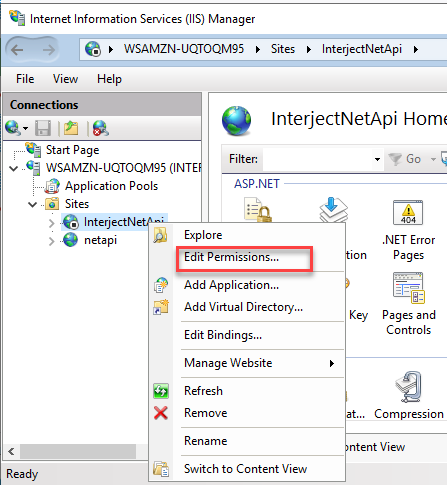 Internet Information Services (IIS) Manager
WSAMZN-UQTOQM95 Sites InterjectNetApi
File View Help
Connections
Start Page
WSAMZN-UQTOQM95 (INTER
Application Pools
Sites
InterjectNetApi
netapi
InterjectNetApi Home
Filter: Go
ASP.NET
404
.NET Error
Pages
Key
Pages and
Controls
Compression
Explore
Edit Permissions...
Add Application...
Add Virtual Directory...
Edit Bindings...
Manage Website
Refresh
Remove
Rename
Switch to Content View
Content View
Ready